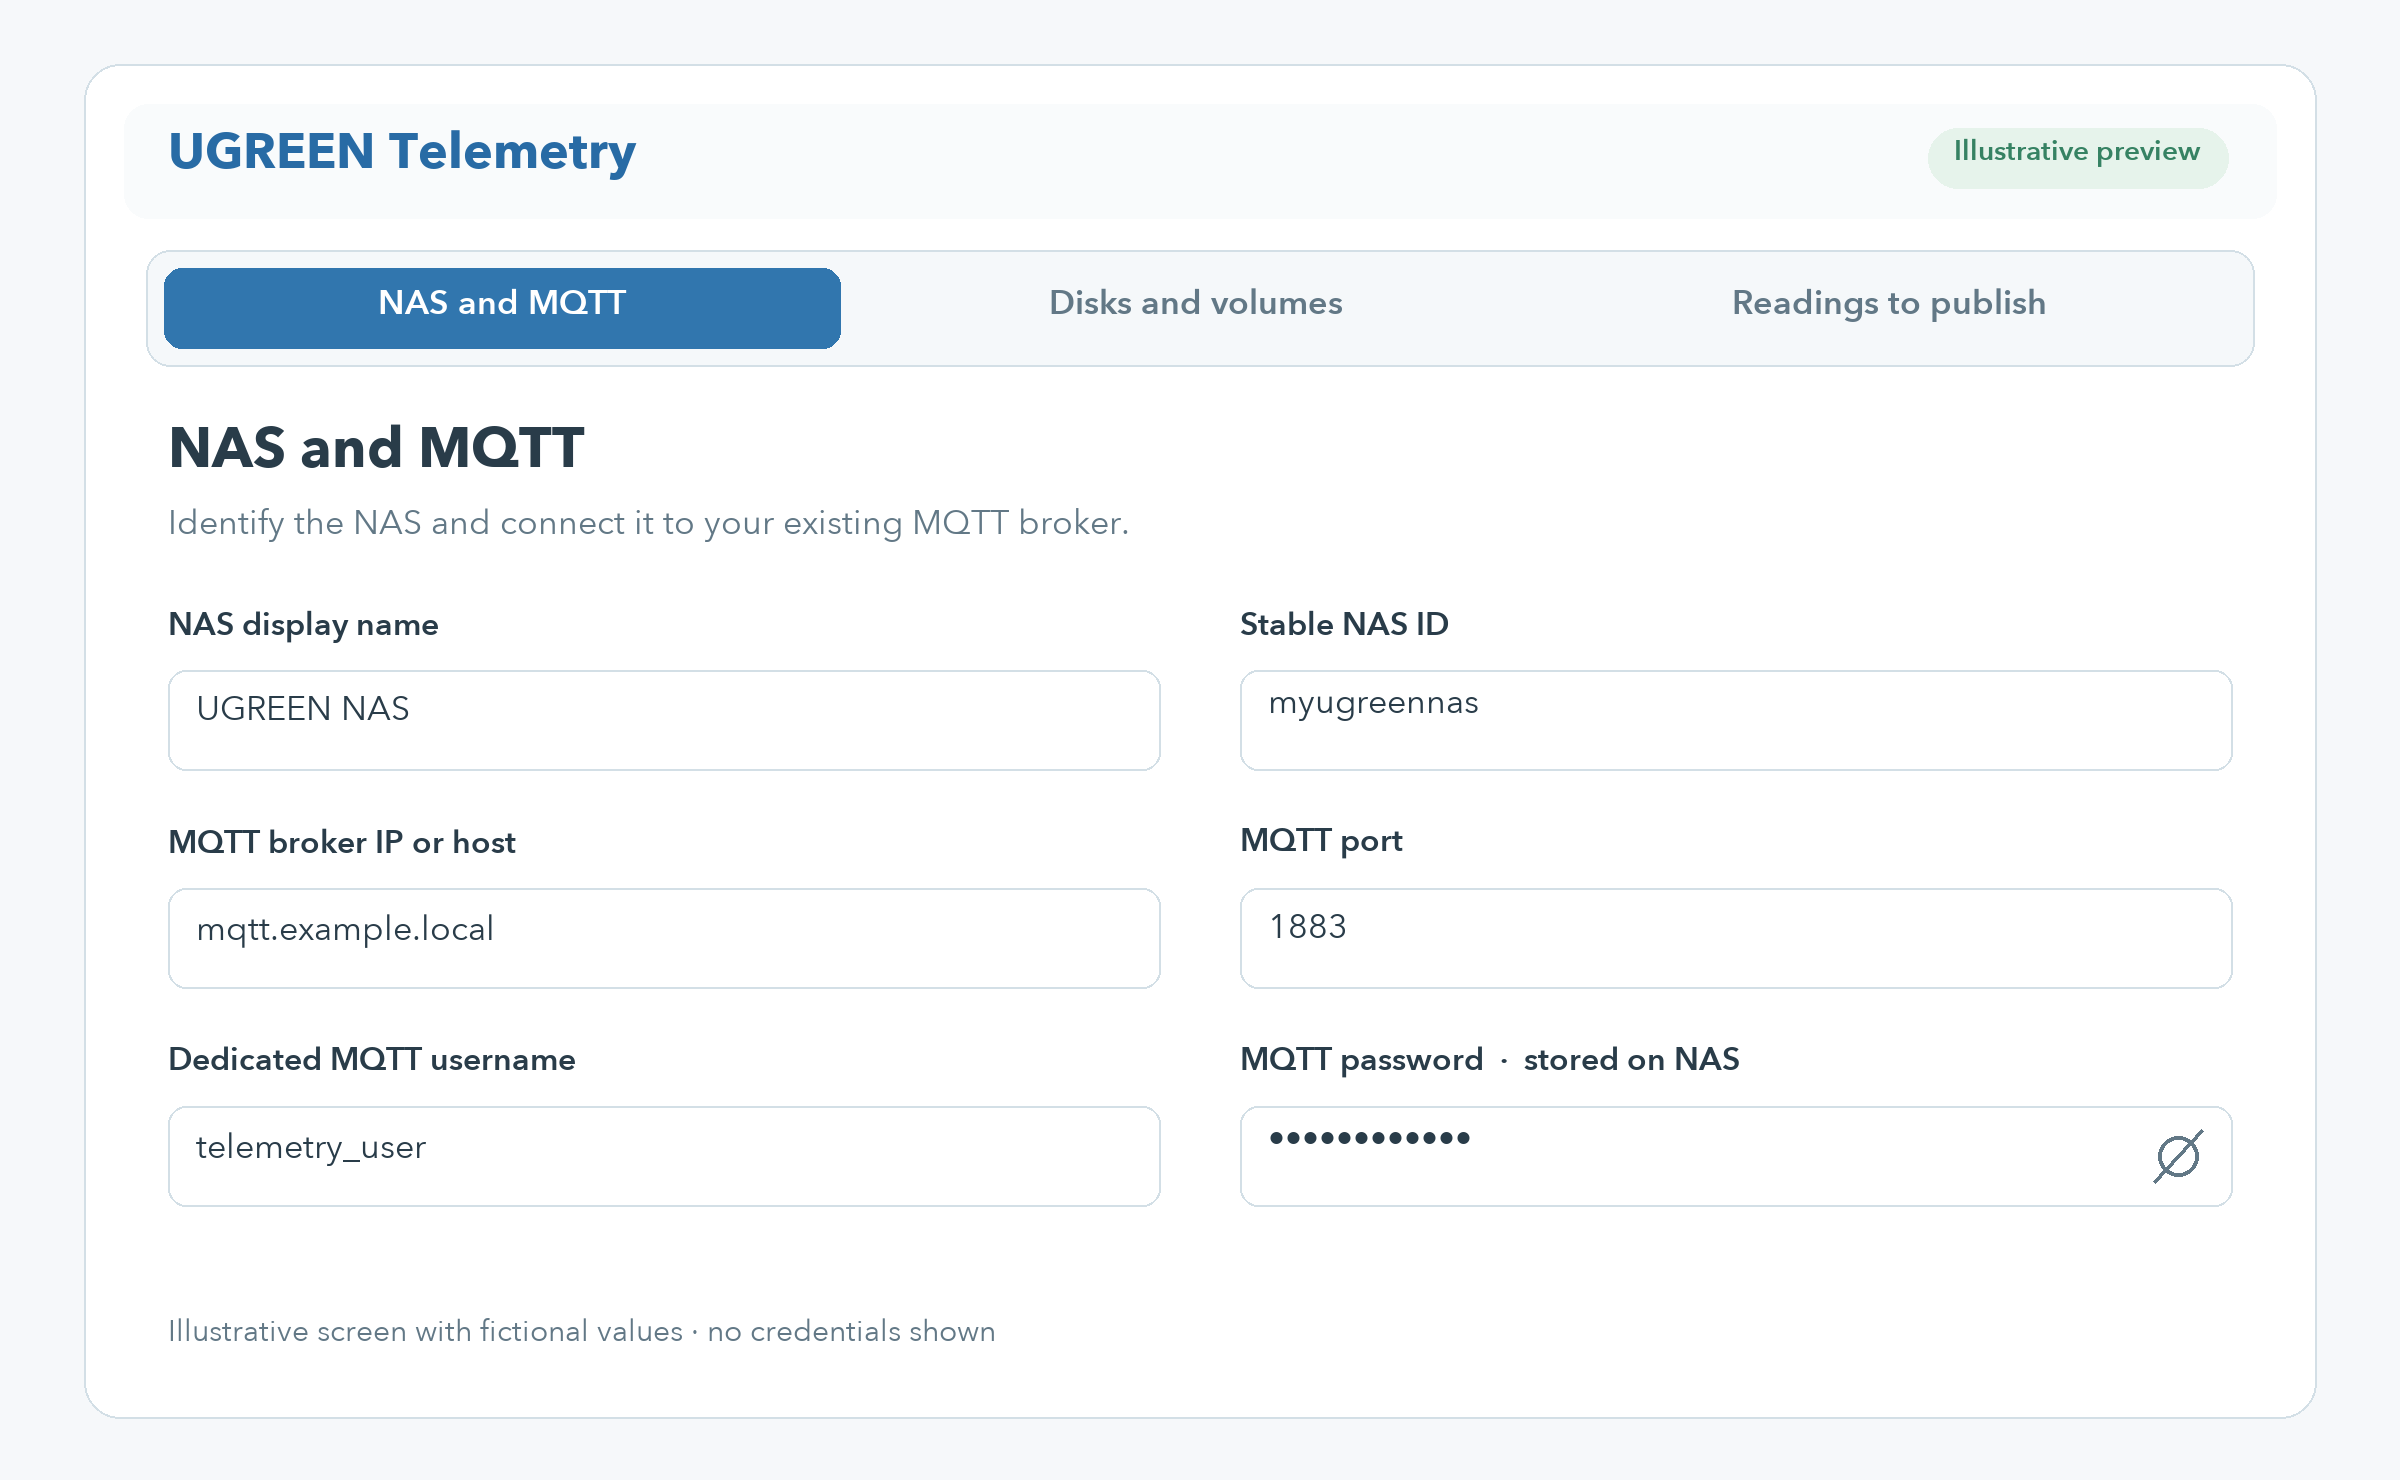 UGREEN Telemetry
Illustrative preview
NAS and MQTT
Disks and volumes
Readings to publish
NAS and MQTT
Identify the NAS and connect it to your existing MQTT broker.
NAS display name
Stable NAS ID
UGREEN NAS
myugreennas
MQTT broker IP or host
MQTT port
mqtt.example.local
1883
Dedicated MQTT username
MQTT password · stored on NAS
telemetry_user
••••••••••••
Illustrative screen with fictional values · no credentials shown